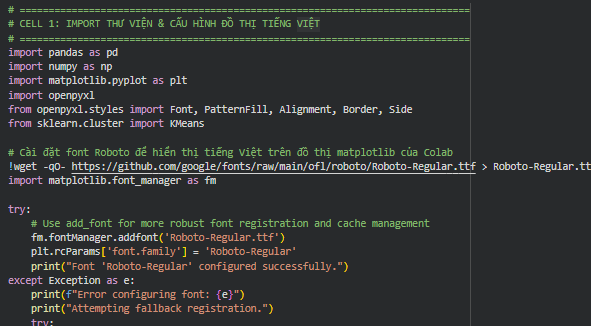 # ==============================================================================
# CELL 1: IMPORT THƯ VIỆN & CẤU HÌNH ĐỒ THỊ TIẾNG VIỆT
# ==============================================================================
import pandas as pd
import numpy as np
import matplotlib.pyplot as plt
import openpyxl
from openpyxl.styles import Font, PatternFill, Alignment, Border, Side
from sklearn.cluster import KMeans

# Cài đặt font Roboto để hiển thị tiếng Việt trên đồ thị matplotlib của Colab
!wget -qO- https://github.com/google/fonts/raw/main/ofl/roboto/Roboto-Regular.ttf > Roboto-Regular.tt
import matplotlib.font_manager as fm

try:
    # Use add_font for more robust font registration and cache management
    fm.fontManager.addfont('Roboto-Regular.ttf')
    plt.rcParams['font.family'] = 'Roboto-Regular'
    print("Font 'Roboto-Regular' configured successfully.")
except Exception as e:
    print(f"Error configuring font: {e}")
    print("Attempting fallback registration.")
    try: